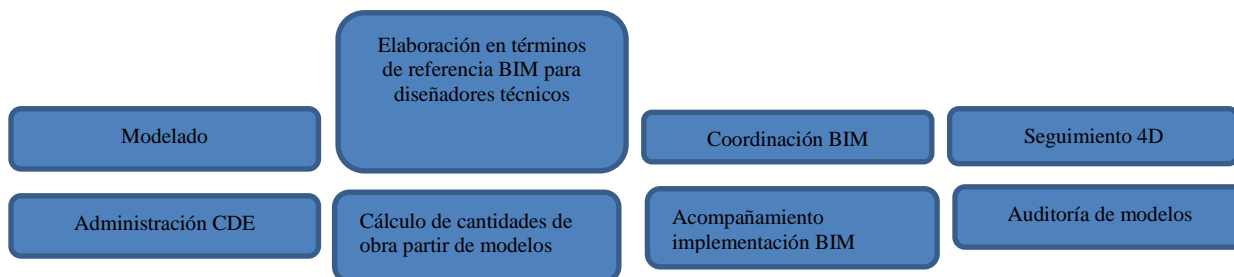 Modelado
Elaboración en términos
de referencia BIM para
diseñadores técnicos
Coordinación BIM
Seguimiento 4D
Administración CDE
Cálculo de cantidades de
obra partir de modelos
Acompañamiento
implementación BIM
Auditoría de modelos